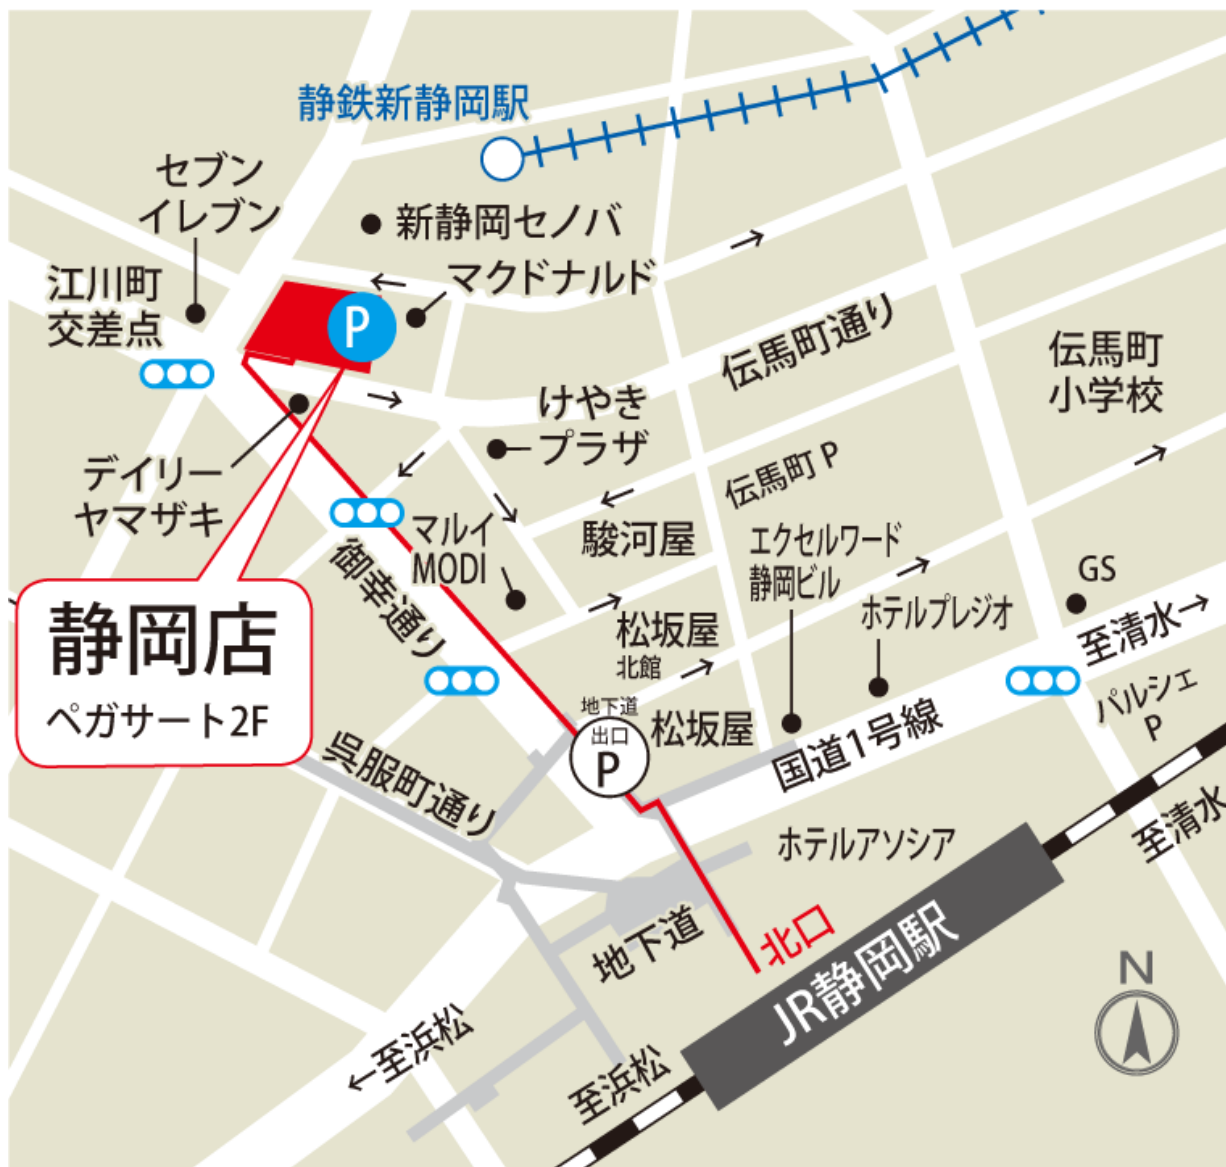 静鉄新静岡駅
セブン
イレブン
新静岡セノバ
江川町
交差点
マクドナルド
P
伝馬町通り
伝馬町
小学校
けやき
プラザ
デイリー
ヤマザキ
伝馬町 P
マルイ
MODI
駿河屋
エクセルワード
静岡ビル
GS
御幸通り
静岡店
ペガサート2F
松坂屋
北館
ホテルプレジオ
至清水→
地下道
出口
P
松坂屋
パルシェ
P
国道1号線
呉服町通り
ホテルアソシア
至清水
地下道
北口
JR静岡駅
N
←至浜松
至浜松